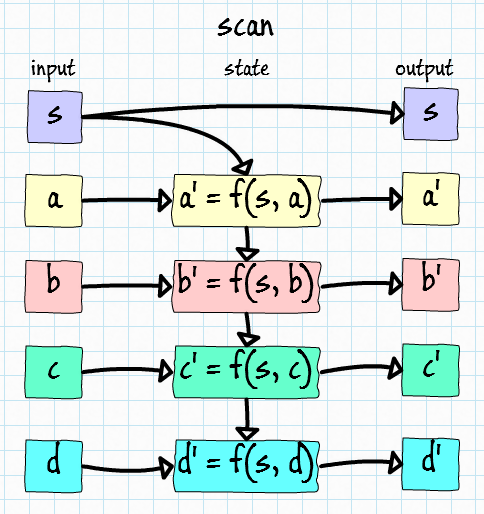 scan
input state output
s s
a a' = f(s, a) a'
b b' = f(s, b) b'
c c' = f(s, c) c'
d d' = f(s, d) d'